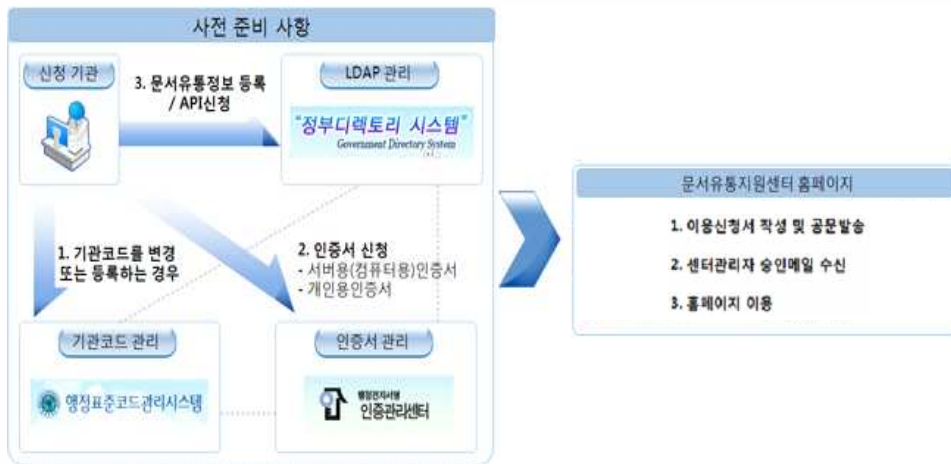 사전 준비 사항
신청 기관
3. 문서유통정보 등록
/ API신청
LDAP 관리
"정부디렉토리 시스템"
Government Directory System
1. 기관코드를 변경
또는 등록하는 경우
2. 인증서 신청
- 서버용(컴퓨터용)인증서
- 개인용인증서
기관코드 관리
행정표준코드관리시스템
인증서 관리
행정전자서명
인증관리센터
문서유통지원센터 홈페이지
1. 이용신청서 작성 및 공문발송
2. 센터관리자 승인메일 수신
3. 홈페이지 이용